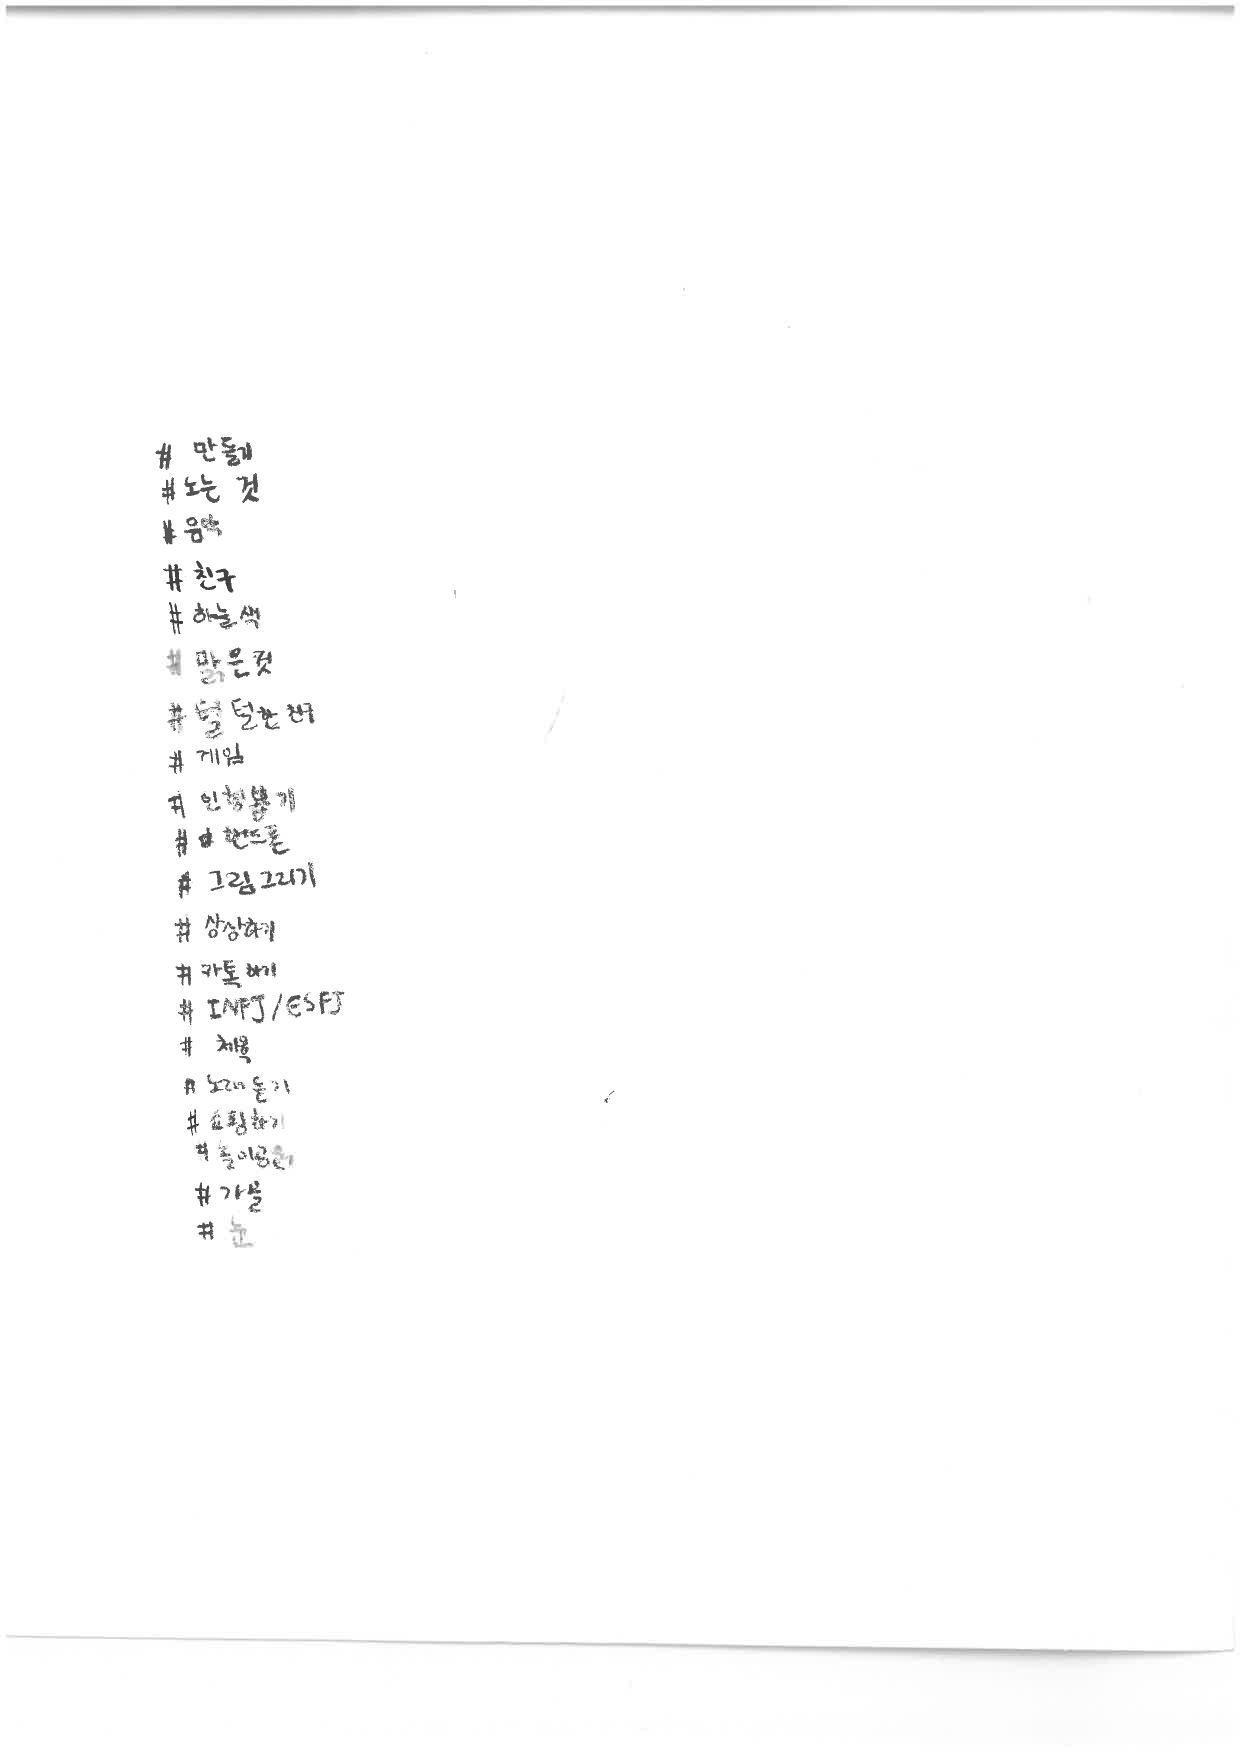 # 만들기
# 노는 것
# 음악
# 친구
# 하늘색
# 맑은것
# 털털한 친구
# 게임
# 인형뽑기
# # 핸드폰
# 그림그리기
# 상상하기
# 카톡하기
# INFJ/ESFJ
# 체육
# 노래듣기
# 쇼핑하기
# 놀이공원
# 가을
# 눈